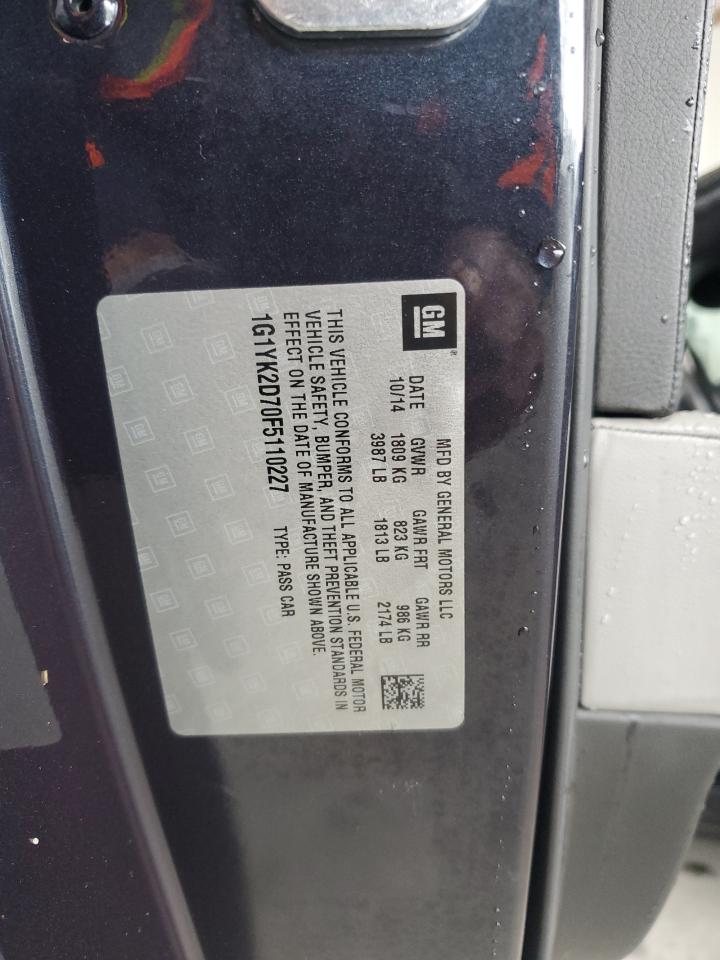 GM
MFD BY GENERAL MOTORS LLC
DATE GVWR GAWR FRT GAWR RR
10/14 1809 KG 823 KG 986 KG
3987 LB 1813 LB 2174 LB
THIS VEHICLE CONFORMS TO ALL APPLICABLE U.S. FEDERAL MOTOR
VEHICLE SAFETY, BUMPER, AND THEFT PREVENTION STANDARDS IN
EFFECT ON THE DATE OF MANUFACTURE SHOWN ABOVE.
1G1YK2D70F5110227 TYPE: PASS CAR